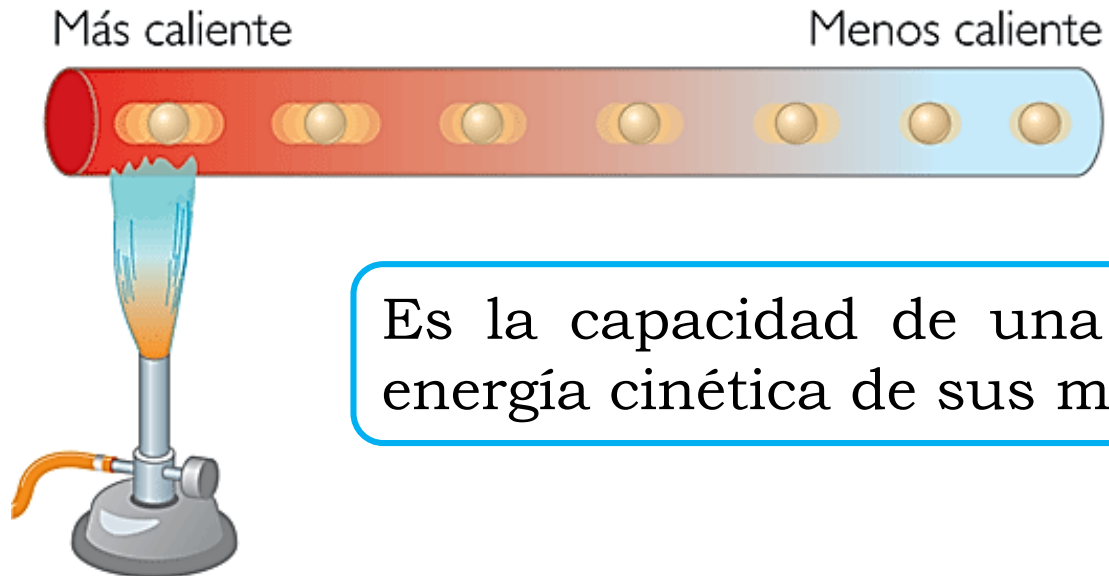 Más caliente
Menos caliente
Es la capacidad de una
energía cinética de sus m